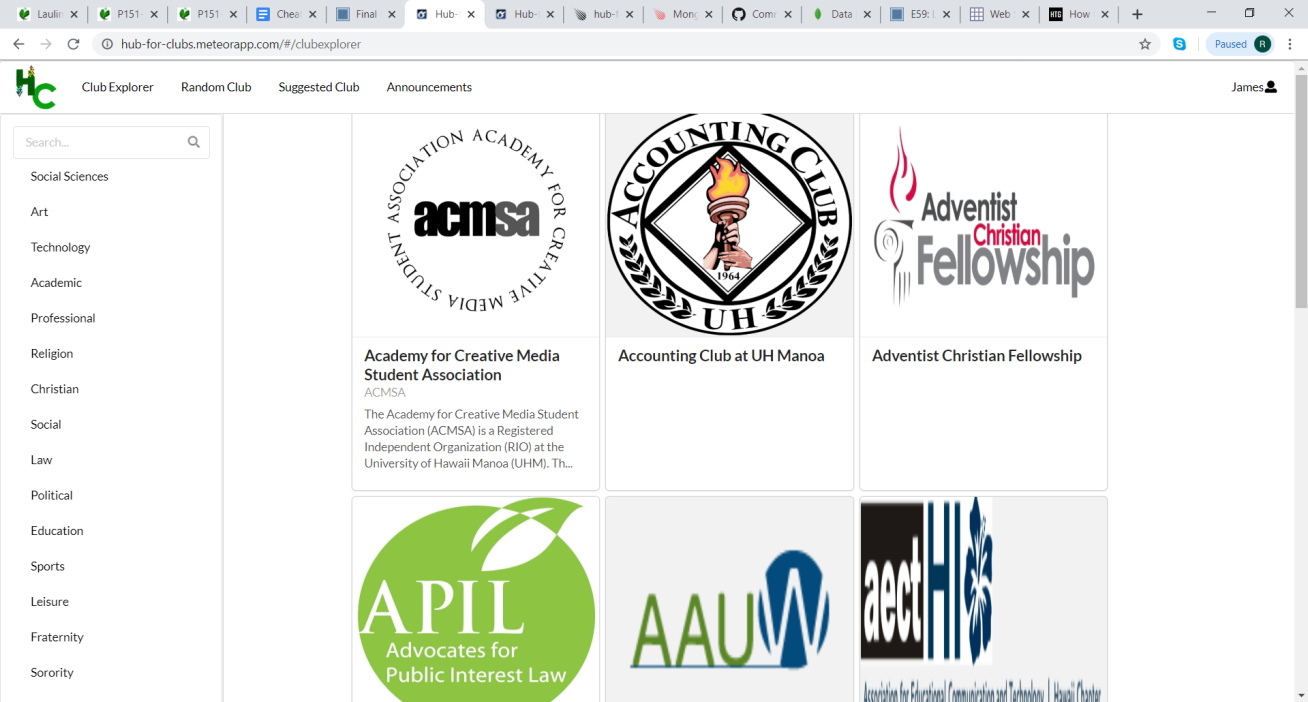 Laulim
P151-
P151
Cheat
Final
Hub-
Hub-
hub-f
Mong
Comm
Data
E59: 
Web
How
hub-for-clubs.meteorapp.com/#/clubexplorer
Paused R
HC
Club Explorer Random Club Suggested Club Announcements
James
Search...
Social Sciences
Art
Technology
Academic
Professional
Religion
Christian
Social
Law
Political
Education
Sports
Leisure
Fraternity
Sorority
ACADEMY FOR CREATIVE MEDIA STUDENT ASSOCIATION
acmsa
Academy for Creative Media
Student Association
ACMSA
The Academy for Creative Media Student
Association (ACMSA) is a Registered
Independent Organization (RIO) at the
University of Hawaii Manoa (UHM). Th...
ACCOUNTING CLUB
1964
UH
Accounting Club at UH Manoa
Adventist
Christian
Fellowship
Adventist Christian Fellowship
APIL
Advocates for
Public Interest Law
AAUW
aect HI
Association for Educational Communication and Technology | Hawaii Chapter